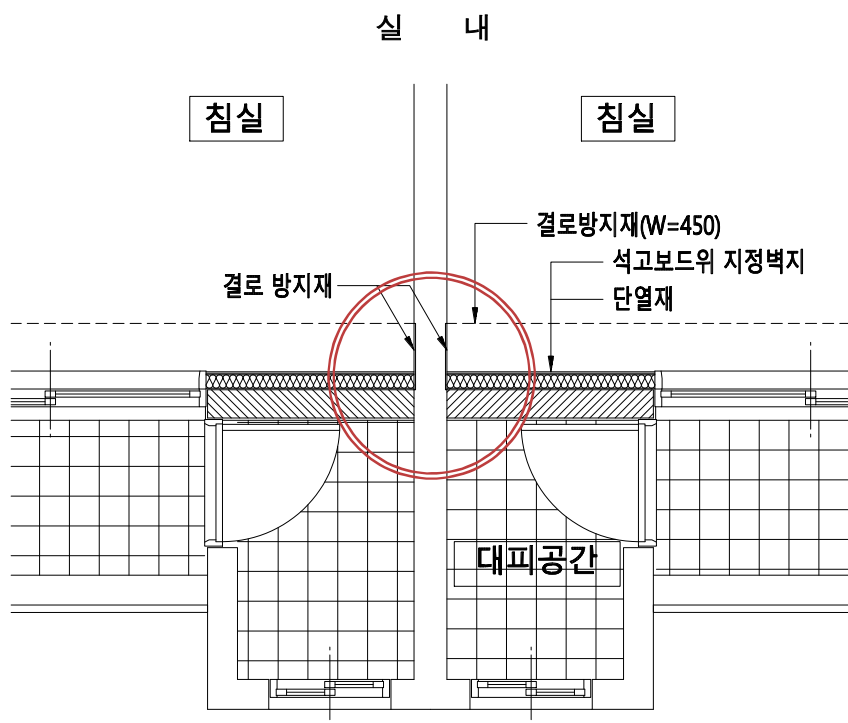 실 내
침실 침실
결로방지재(W=450)
석고보드위 지정벽지
결로 방지재
단열재
대피공간